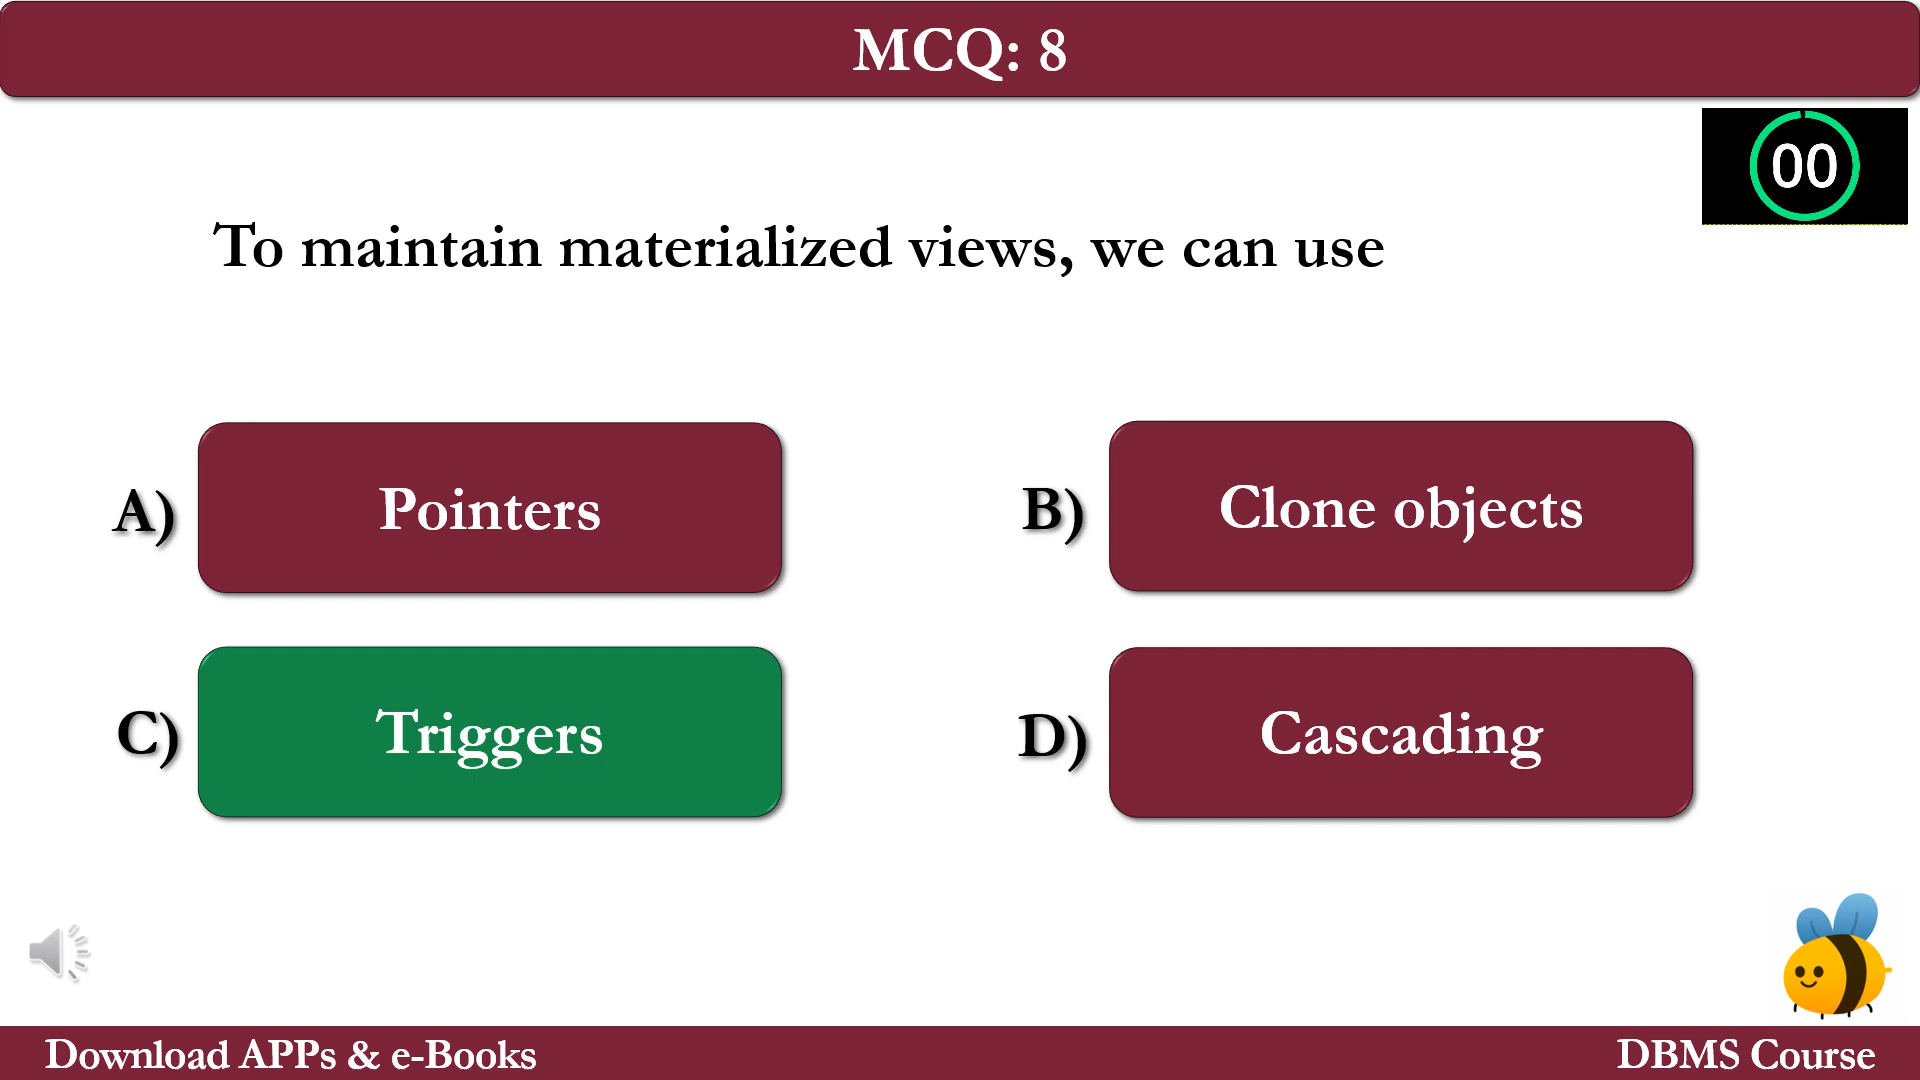 MCQ: 8
00
To maintain materialized views, we can use
A) Pointers
B) Clone objects
C) Triggers
D) Cascading
Download APPs & e-Books
DBMS Course